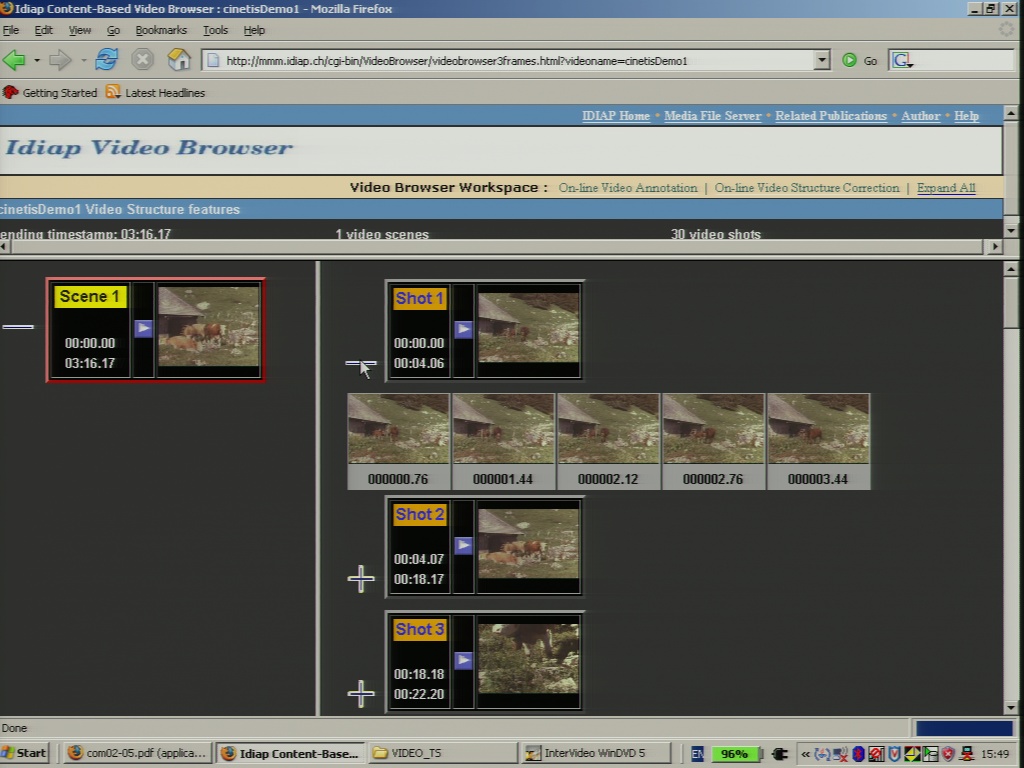 Idiap Content-Based Video Browser : cinetisDemo1 - Mozilla Firefox
File Edit View Go Bookmarks Tools Help
http://mmm.idiap.ch/cgi-bin/VideoBrowser/videobrowser3frames.html?videoname=cinetisDemo1 Go G
Getting Started Latest Headlines
IDIAP Home • Media File Server • Related Publications • Author • Help
Idiap Video Browser
Video Browser Workspace : On-line Video Annotation | On-line Video Structure Correction | Expand All
cinetisDemo1 Video Structure features
ending timestamp: 03:16.17 1 video scenes 30 video shots
Scene 1
00:00.00
03:16.17
Shot 1
00:00.00
00:04.06
000000.76 000001.44 000002.12 000002.76 000003.44
Shot 2
00:04.07
00:18.17
Shot 3
00:18.18
00:22.20
Done
Start com02-05.pdf (applica... Idiap Content-Base... VIDEO_TS InterVideo WinDVD 5 EN 96% « 15:49